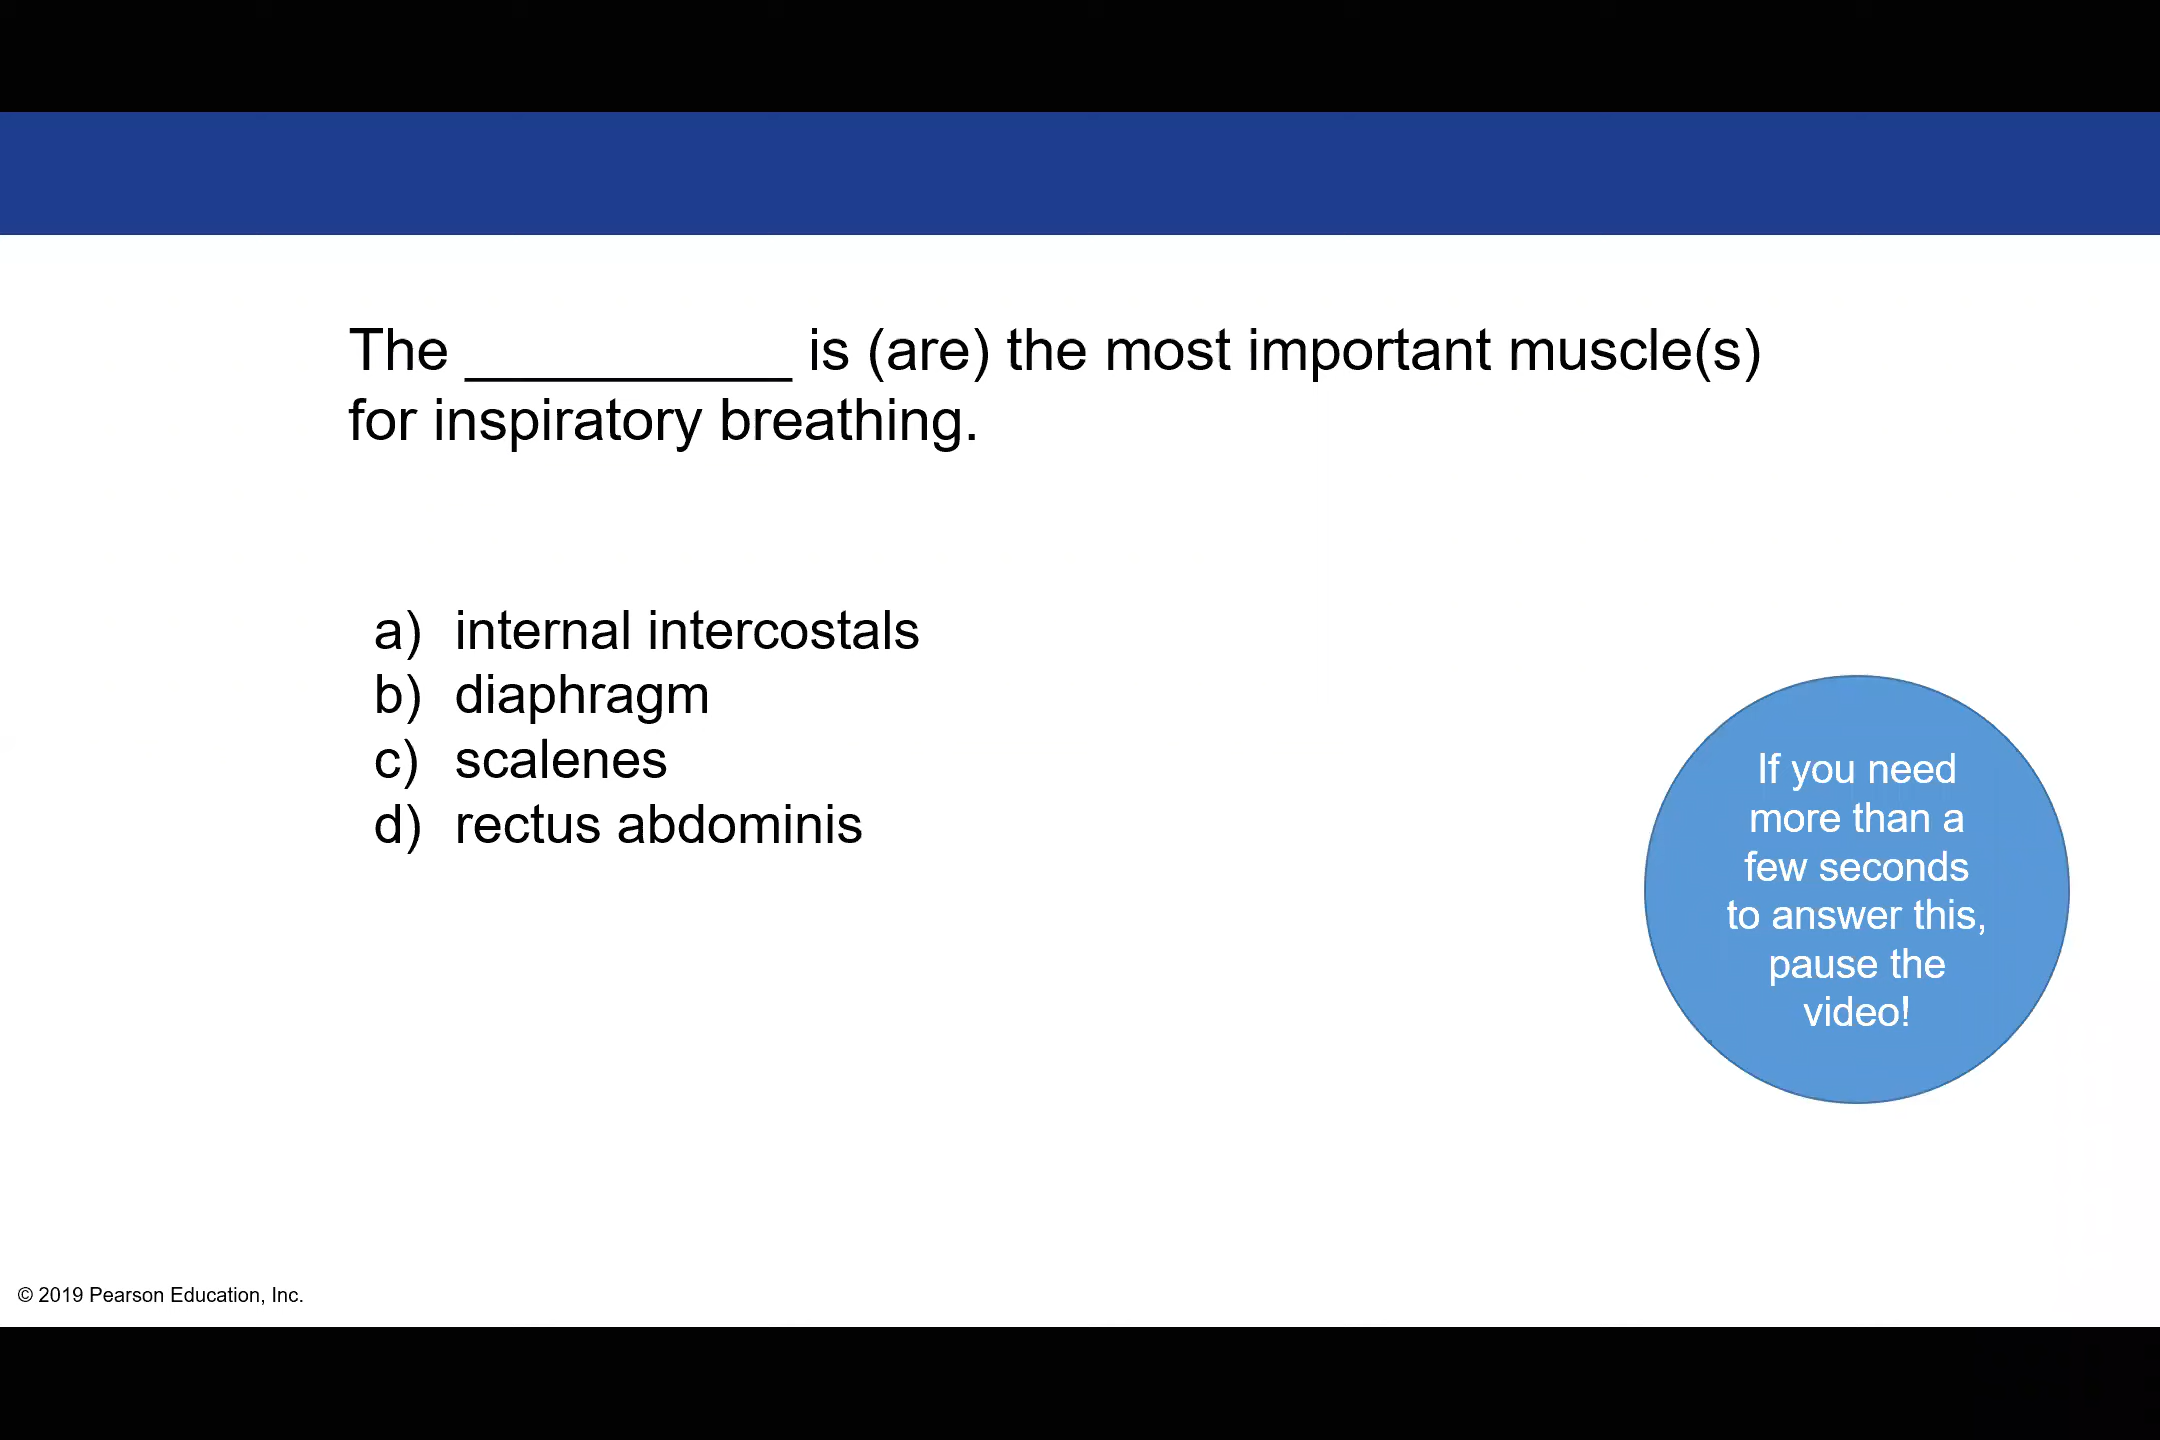 The ___________ is (are) the most important muscle(s)
for inspiratory breathing.
a) internal intercostals
b) diaphragm
c) scalenes
d) rectus abdominis
If you need
more than a
few seconds
to answer this,
pause the
video!
© 2019 Pearson Education, Inc.